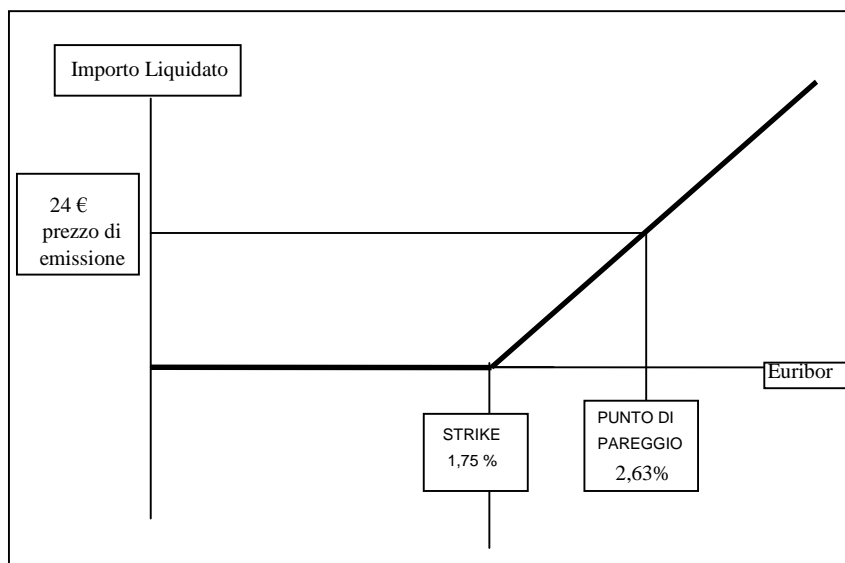 Importo Liquidato
24 €
prezzo di
emissione
Euribor
STRIKE
1,75 %
PUNTO DI
PAREGGIO
2,63%